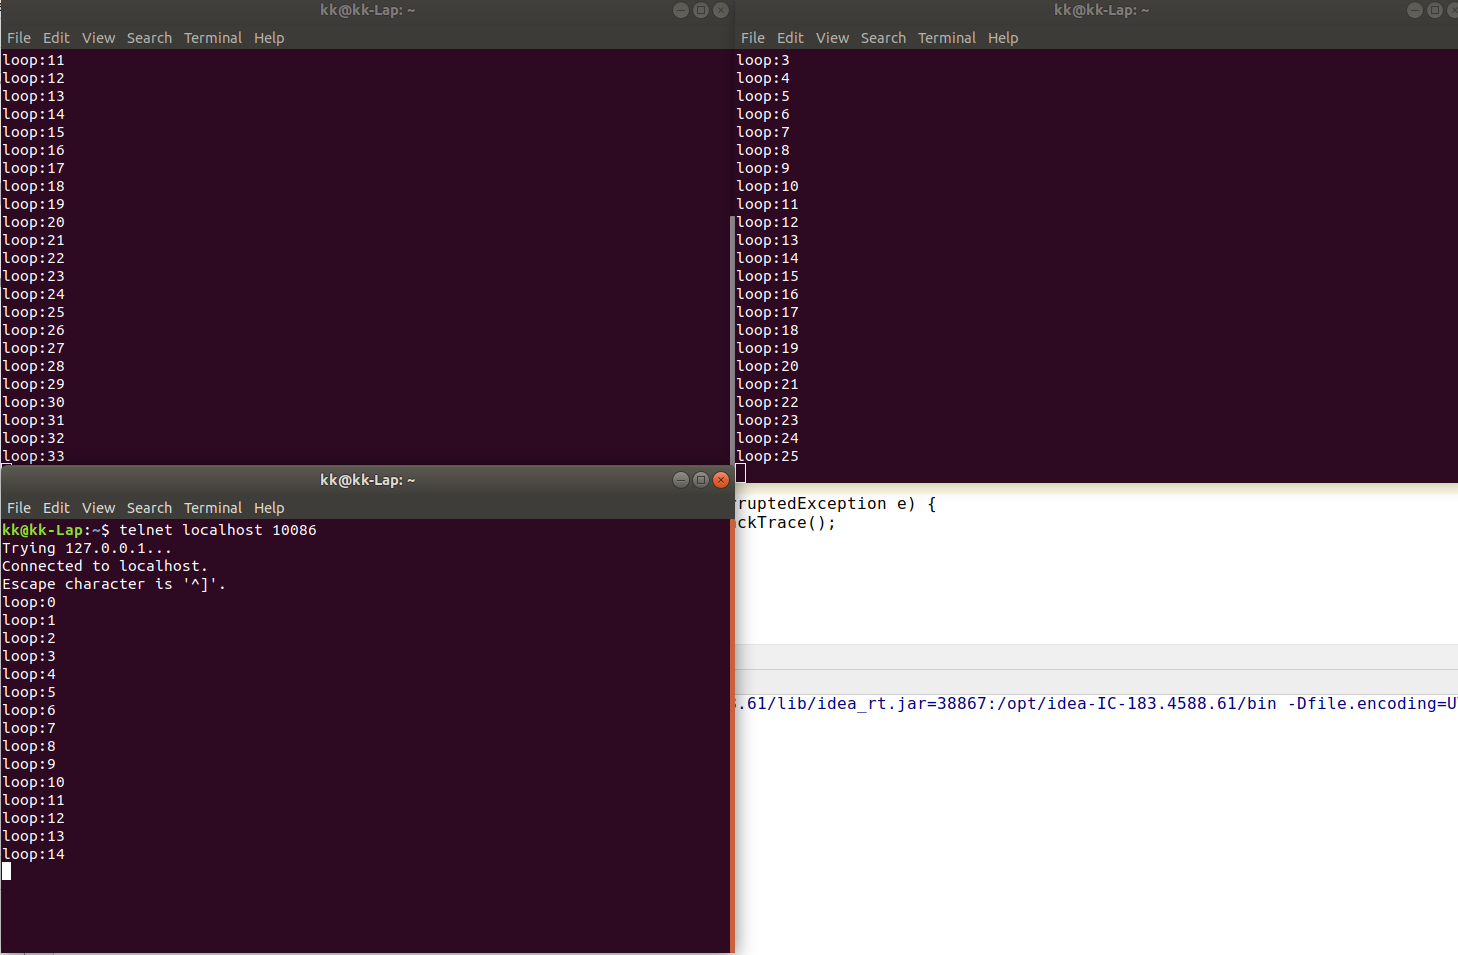 kk@kk-Lap: ~
File Edit View Search Terminal Help
loop:11
loop:12
loop:13
loop:14
loop:15
loop:16
loop:17
loop:18
loop:19
loop:20
loop:21
loop:22
loop:23
loop:24
loop:25
loop:26
loop:27
loop:28
loop:29
loop:30
loop:31
loop:32
loop:33
kk@kk-Lap: ~
File Edit View Search Terminal Help
loop:3
loop:4
loop:5
loop:6
loop:7
loop:8
loop:9
loop:10
loop:11
loop:12
loop:13
loop:14
loop:15
loop:16
loop:17
loop:18
loop:19
loop:20
loop:21
loop:22
loop:23
loop:24
loop:25
kk@kk-Lap: ~
File Edit View Search Terminal Help
kk@kk-Lap:~$ telnet localhost 10086
Trying 127.0.0.1...
Connected to localhost.
Escape character is '^]'.
loop:0
loop:1
loop:2
loop:3
loop:4
loop:5
loop:6
loop:7
loop:8
loop:9
loop:10
loop:11
loop:12
loop:13
loop:14
ruptedException e) {
ckTrace();
.61/lib/idea_rt.jar=38867:/opt/idea-IC-183.4588.61/bin -Dfile.encoding=U